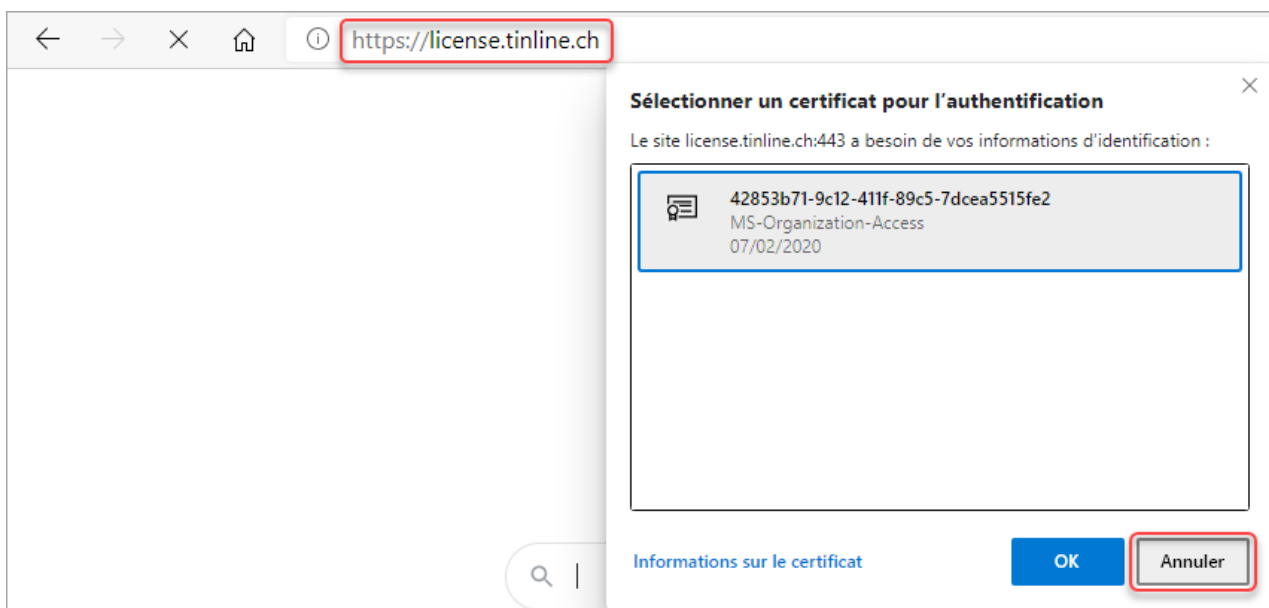 https://license.tinline.ch
Sélectionner un certificat pour l'authentification
Le site license.tinline.ch:443 a besoin de vos informations d'identification :
42853b71-9c12-411f-89c5-7dcea5515fe2
MS-Organization-Access
07/02/2020
Informations sur le certificat
OK
Annuler